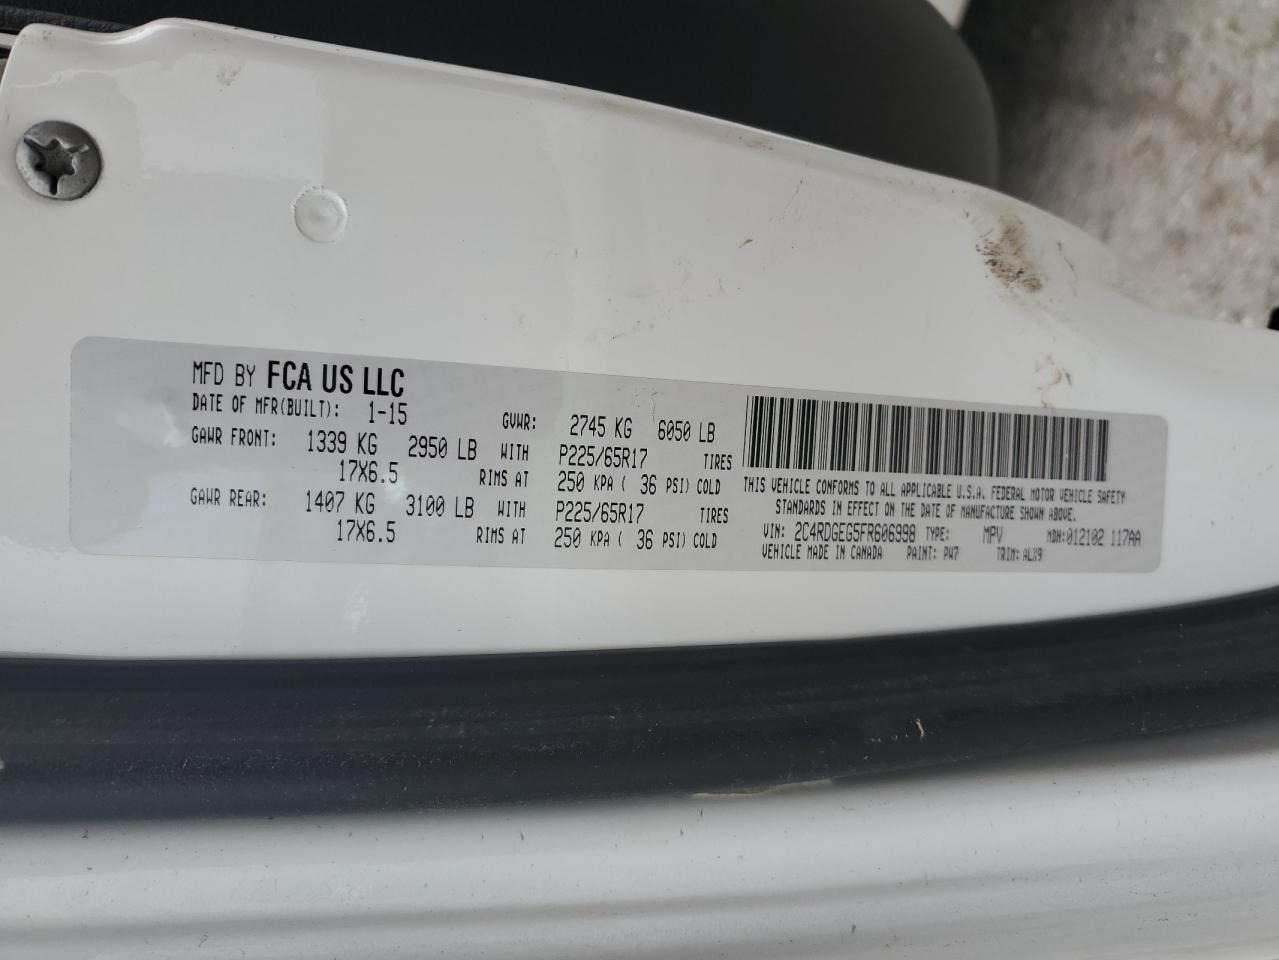 MFD BY FCA US LLC
DATE OF MFR(BUILT): 1-15 GVWR: 2745 KG 6050 LB
GAWR FRONT: 1339 KG 2950 LB WITH P225/65R17 TIRES
17X6.5 RIMS AT 250 KPA ( 36 PSI) COLD
GAWR REAR: 1407 KG 3100 LB WITH P225/65R17 TIRES
17X6.5 RIMS AT 250 KPA ( 36 PSI) COLD
THIS VEHICLE CONFORMS TO ALL APPLICABLE U.S.A. FEDERAL MOTOR VEHICLE SAFETY
STANDARDS IN EFFECT ON THE DATE OF MANUFACTURE SHOWN ABOVE.
VIN: 2C4RDGEG5FR606998 TYPE: MPV MDH:012102 117AA
VEHICLE MADE IN CANADA PAINT: PW7 TRIM: ALX9